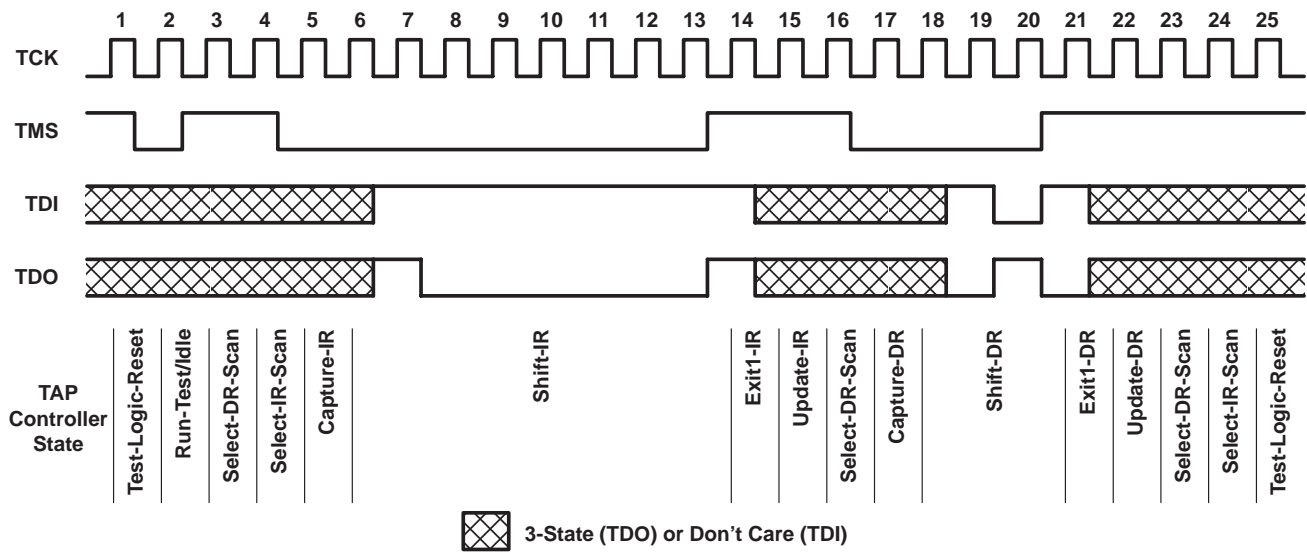 1 2 3 4 5 6 7 8 9 10 11 12 13 14 15 16 17 18 19 20 21 22 23 24 25
TCK
TMS
TDI
TDO
TAP
Controller
State
Test-Logic-Reset
Run-Test/Idle
Select-DR-Scan
Select-IR-Scan
Capture-IR
Shift-IR
Exit1-IR
Update-IR
Select-DR-Scan
Capture-DR
Shift-DR
Exit1-DR
Update-DR
Select-DR-Scan
Select-IR-Scan
Test-Logic-Reset
3-State (TDO) or Don't Care (TDI)